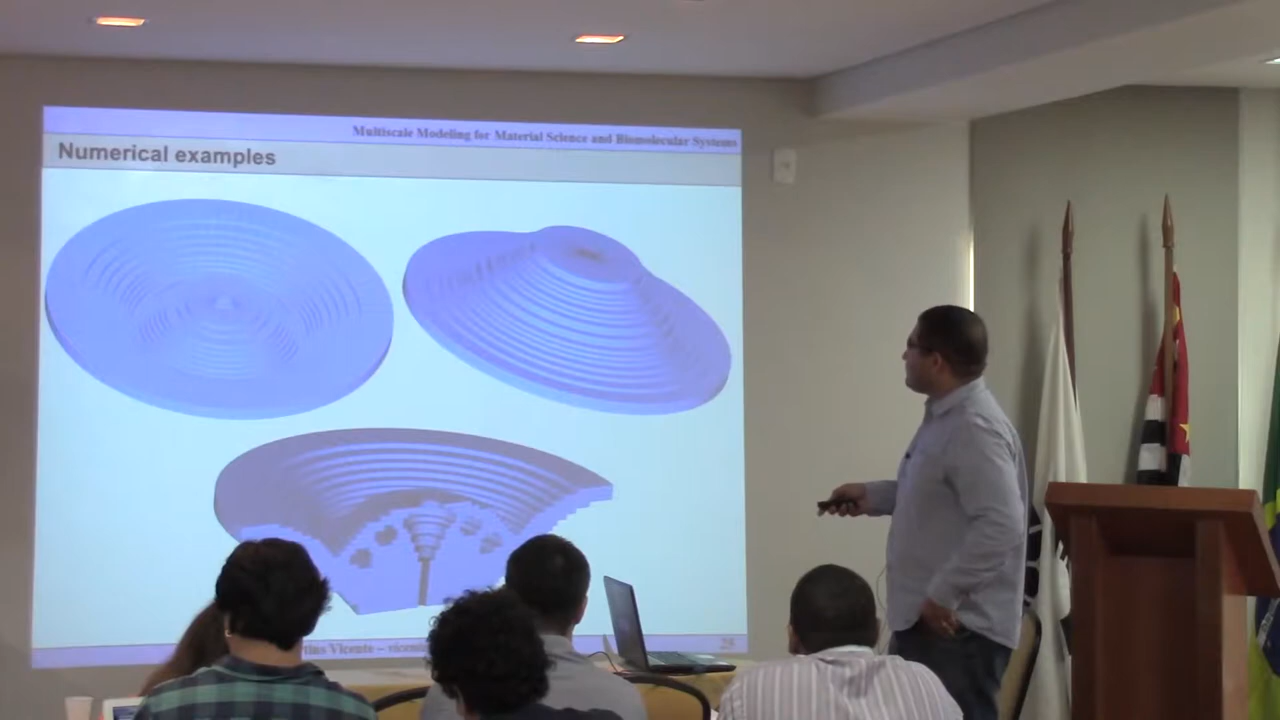 Multiscale Modeling for Material Science and Biomolecular Systems
Numerical examples
Vicente –
28